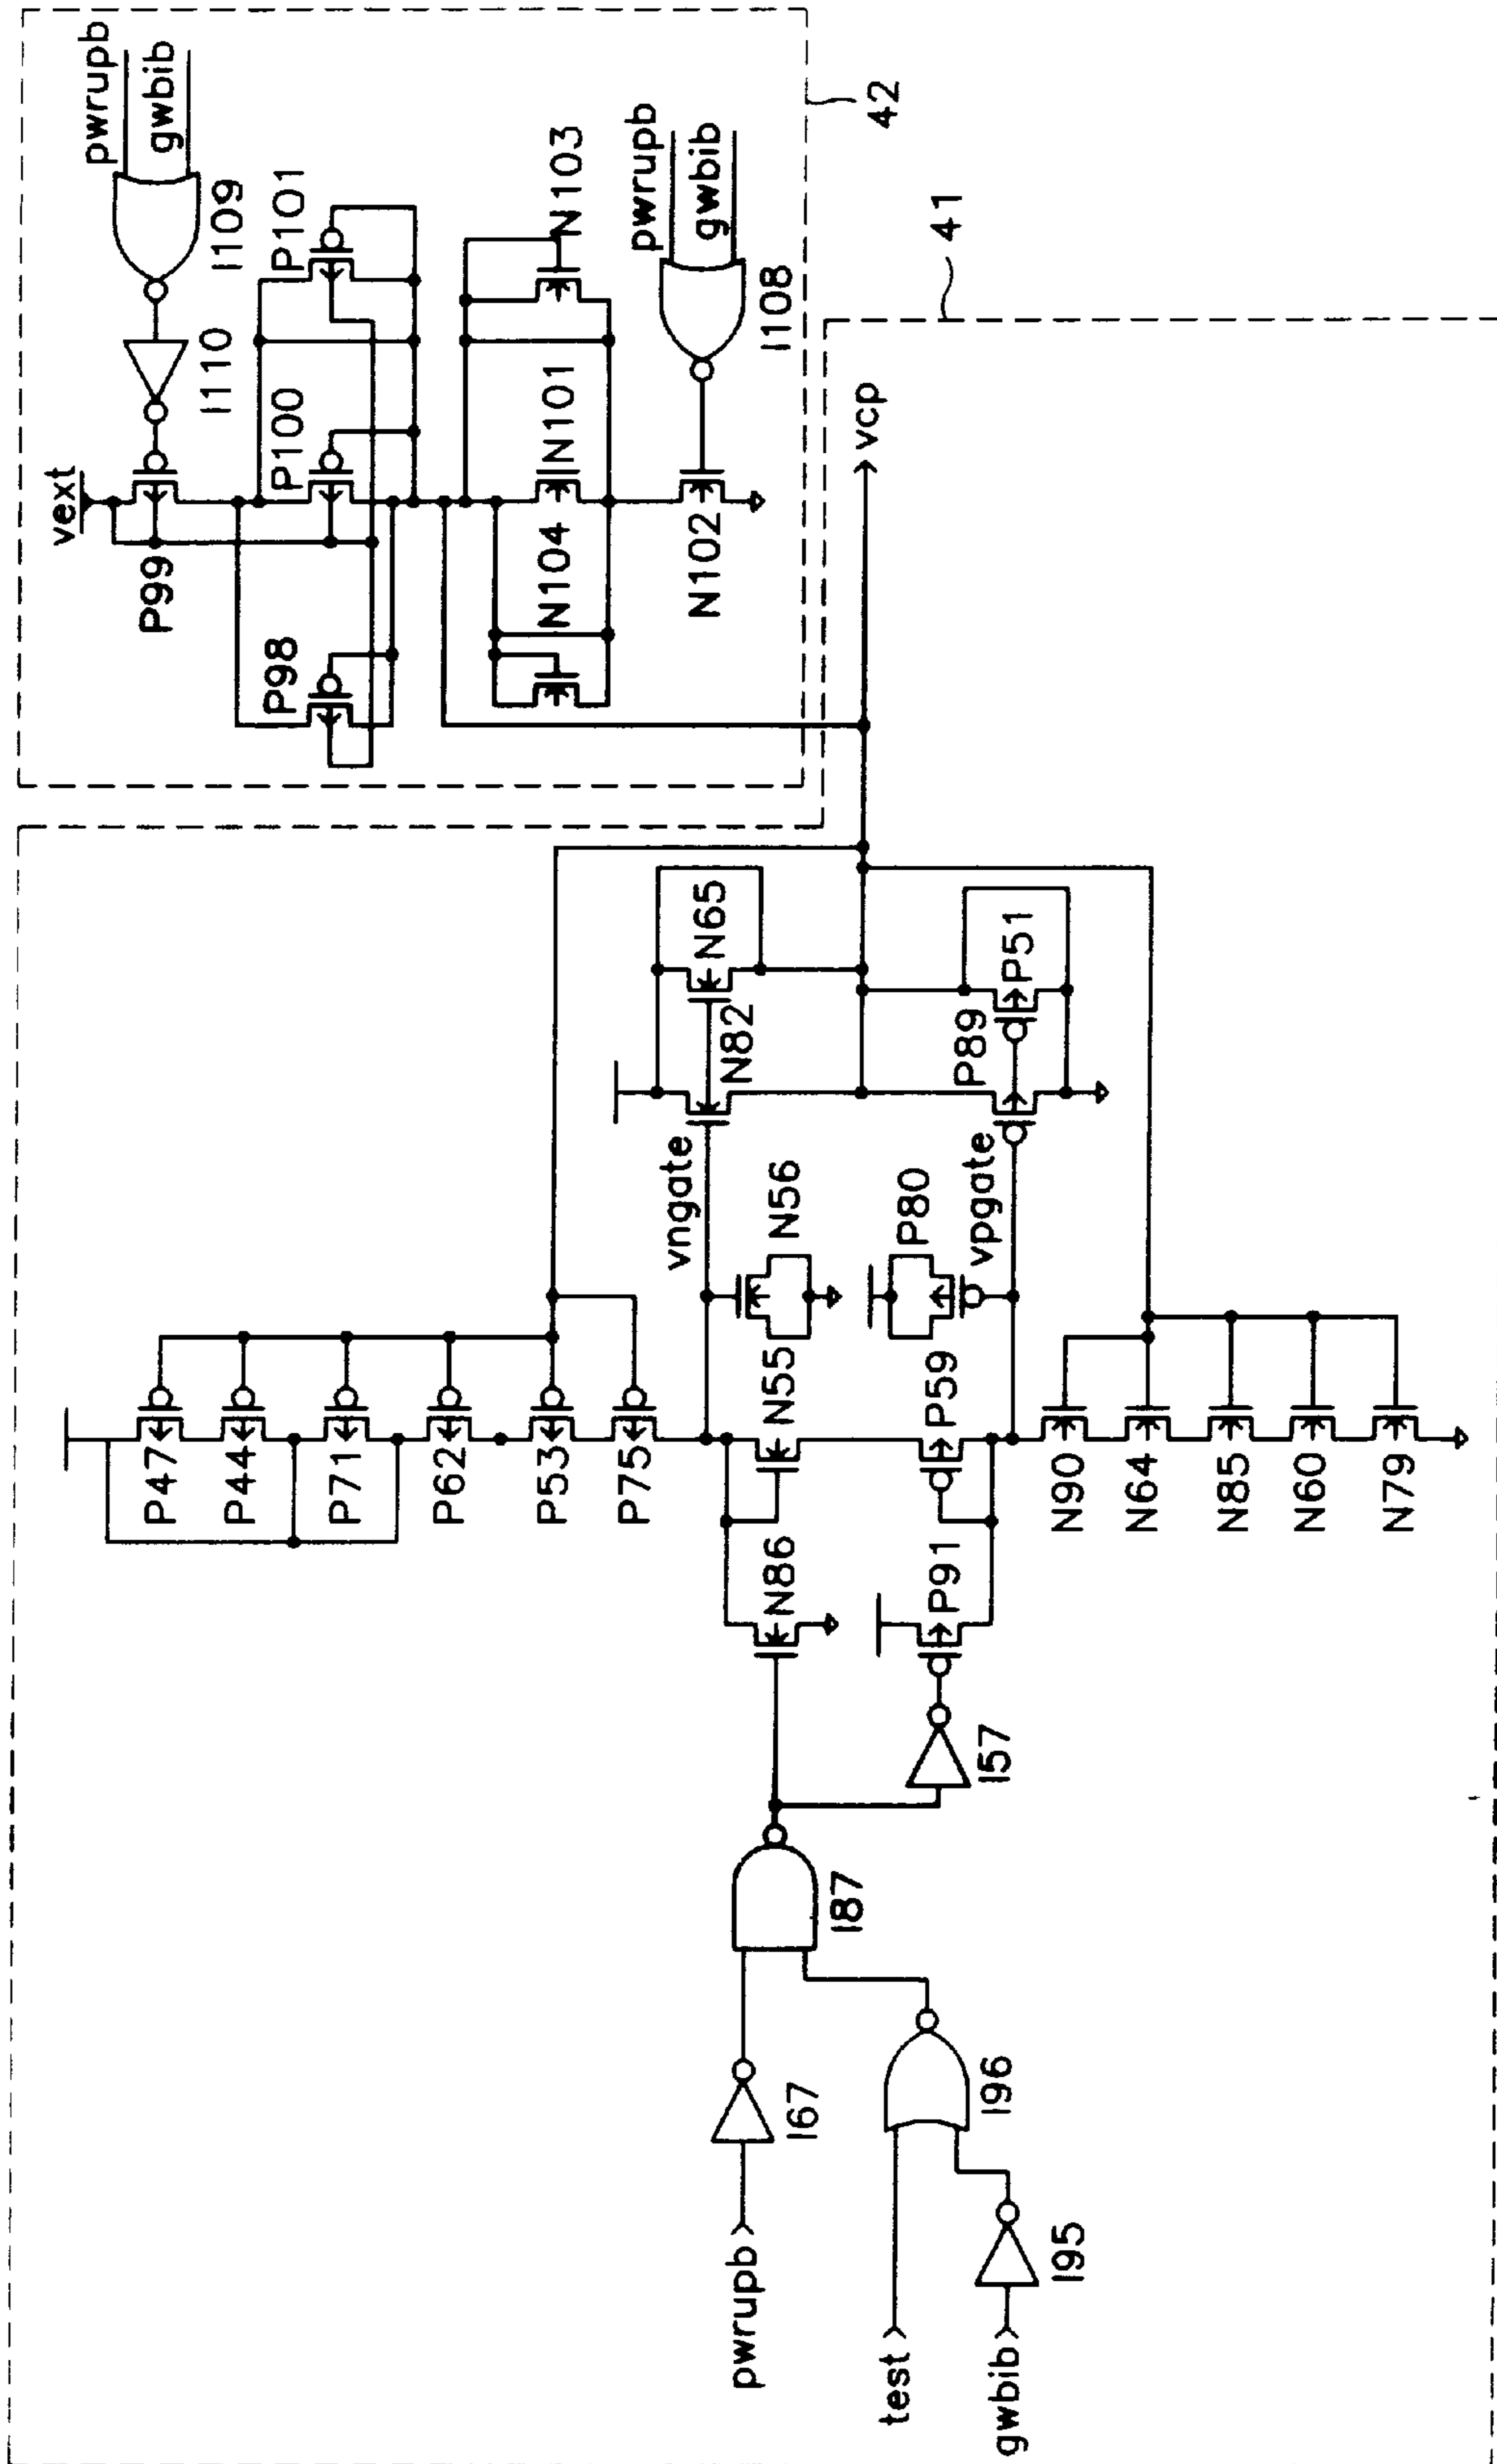 pwrupb
gwbib
I109
I110
vext
P99
P98
P100
P101
N103
N101
N104
N102
pwrupb
gwbib
I108
42
41
vcp
P47
P44
P71
P62
P53
P75
N65
N82
vngate
N56
N55
N86
P51
P89
vpgate
P80
P59
P91
N90
N64
N85
N60
N79
I57
I87
I67
I96
I95
pwrupb
test
gwbib